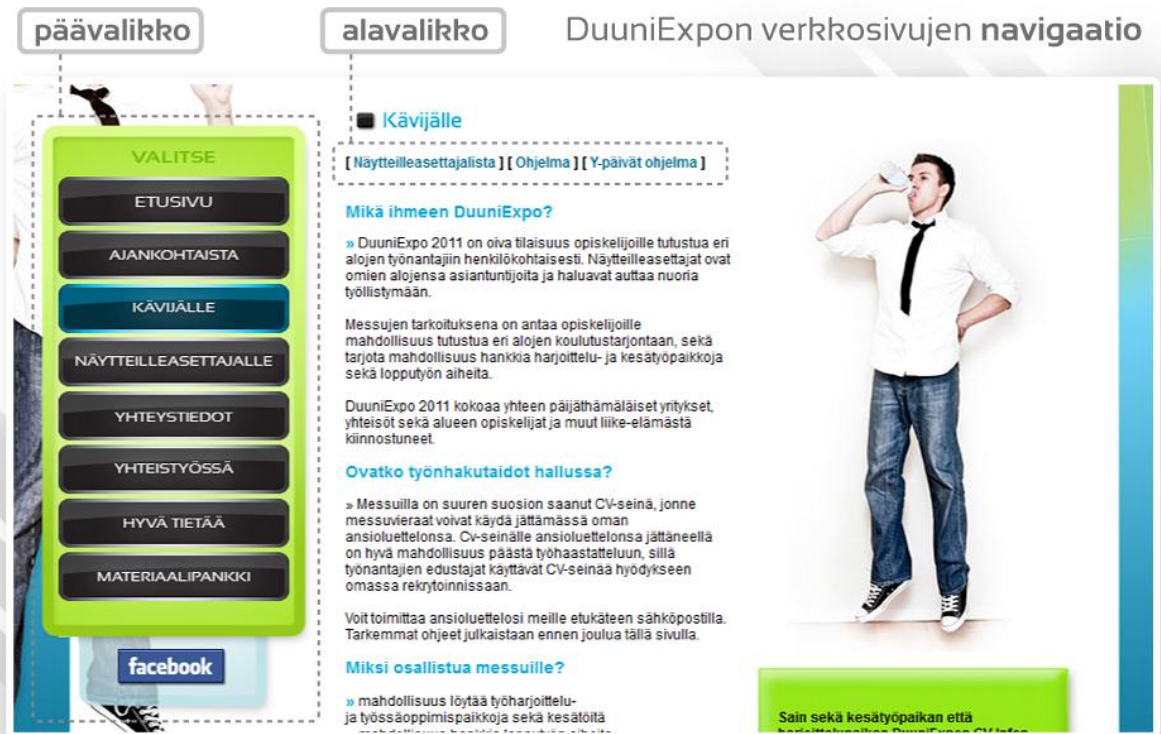 päävalikko
alavalikko
DuuniExpon verkkosivujen navigaatio
VALITSE
ETUSIVU
AJANKOHTAISTA
KÄVIJÄLLE
NÄYTTEILLEASETTAJALLE
YHTEYSTIEDOT
YHTEISTYÖSSÄ
HYVÄ TIETÄÄ
MATERIAALIPANKKI
facebook
Kävijälle
[ Näytteilleasettajalista ] [ Ohjelma ] [ Y-päivät ohjelma ]
Mikä ihmeen DuuniExpo?
» DuuniExpo 2011 on oiva tilaisuus opiskelijoille tutustua eri
alojen työnantajiin henkilökohtaisesti. Näytteilleasettajat ovat
omien alojensa asiantuntijoita ja haluavat auttaa nuoria
työllistymään.
Messujen tarkoituksena on antaa opiskelijoille
mahdollisuus tutustua eri alojen koulutustarjontaan, sekä
tarjota mahdollisuus hankkia harjoittelu- ja kesätyöpaikkoja
sekä lopputyön aiheita.
DuuniExpo 2011 kokoaa yhteen päijäthämäläiset yritykset,
yhteisöt sekä alueen opiskelijat ja muut liike-elämästä
kiinnostuneet.
Ovatko työnhakutaidot hallussa?
» Messuilla on suuren suosion saanut CV-seinä, jonne
messuvieraat voivat käydä jättämässä oman
ansioluettelonsa. Cv-seinälle ansioluettelonsa jättäneellä
on hyvä mahdollisuus päästä työhaastatteluun, sillä
työnantajien edustajat käyttävät CV-seinää hyödykseen
omassa rekrytoinnissaan.
Voit toimittaa ansioluettelosi meille etukäteen sähköpostilla.
Tarkemmat ohjeet julkaistaan ennen joulua tällä sivulla.
Miksi osallistua messuille?
» mahdollisuus löytää työharjoittelu-
ja työssäoppimispaikkoja sekä kesätöitä
Sain sekä kesätyöpaikan että